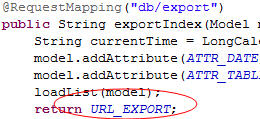 @RequestMapping("db/export")
public String exportIndex(Model
String currentTime = LongCalc
model.addAttribute(ATTR_DATE
model.addAttribute(ATTR_TABL
loadList(model);
return URL_EXPORT;